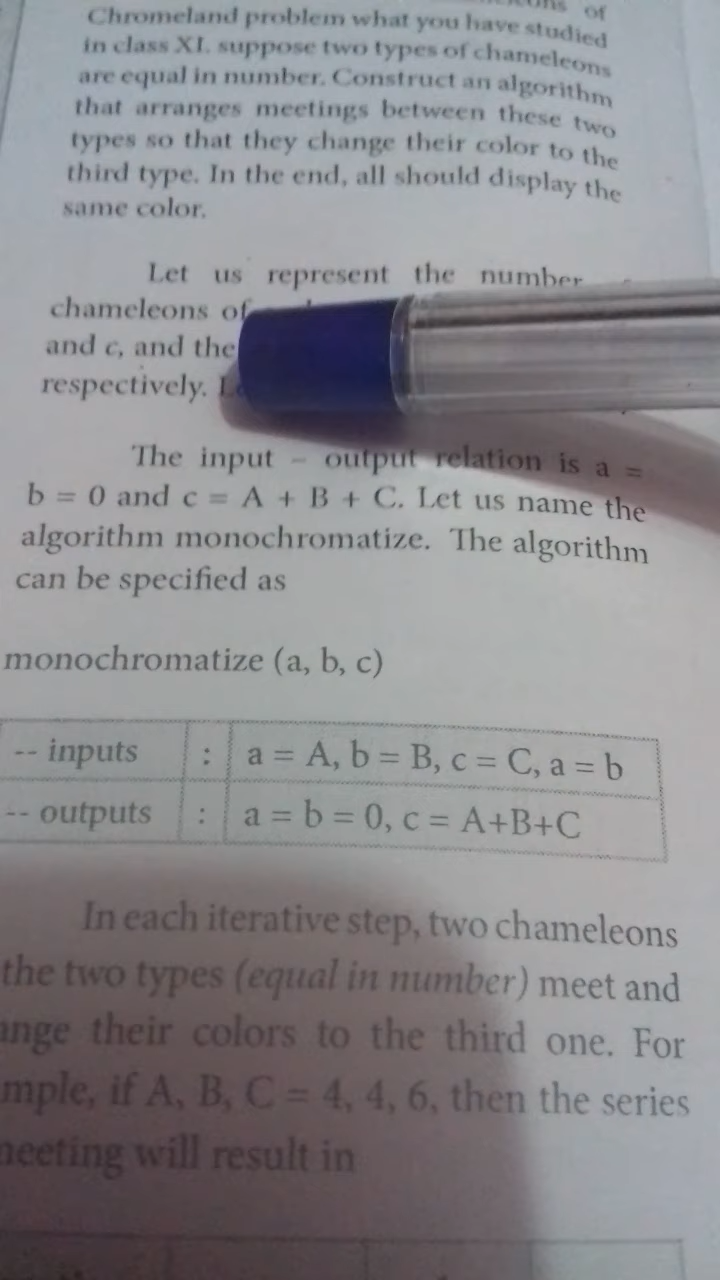 of
Chromeland problem what you have studied
in class XI. suppose two types of chameleons
are equal in number. Construct an algorithm
that arranges meetings between these two
types so that they change their color to the
third type. In the end, all should display the
same color.
Let us represent the number
chameleons of
and c, and the
respectively.
The input – output relation is a =
b = 0 and c = A + B + C. Let us name the
algorithm monochromatize. The algorithm
can be specified as
monochromatize (a, b, c)
-- inputs : a = A, b = B, c = C, a = b
-- outputs : a = b = 0, c = A+B+C
In each iterative step, two chameleons
the two types (equal in number) meet and
ange their colors to the third one. For
mple, if A, B, C = 4, 4, 6, then the series
neeting will result in